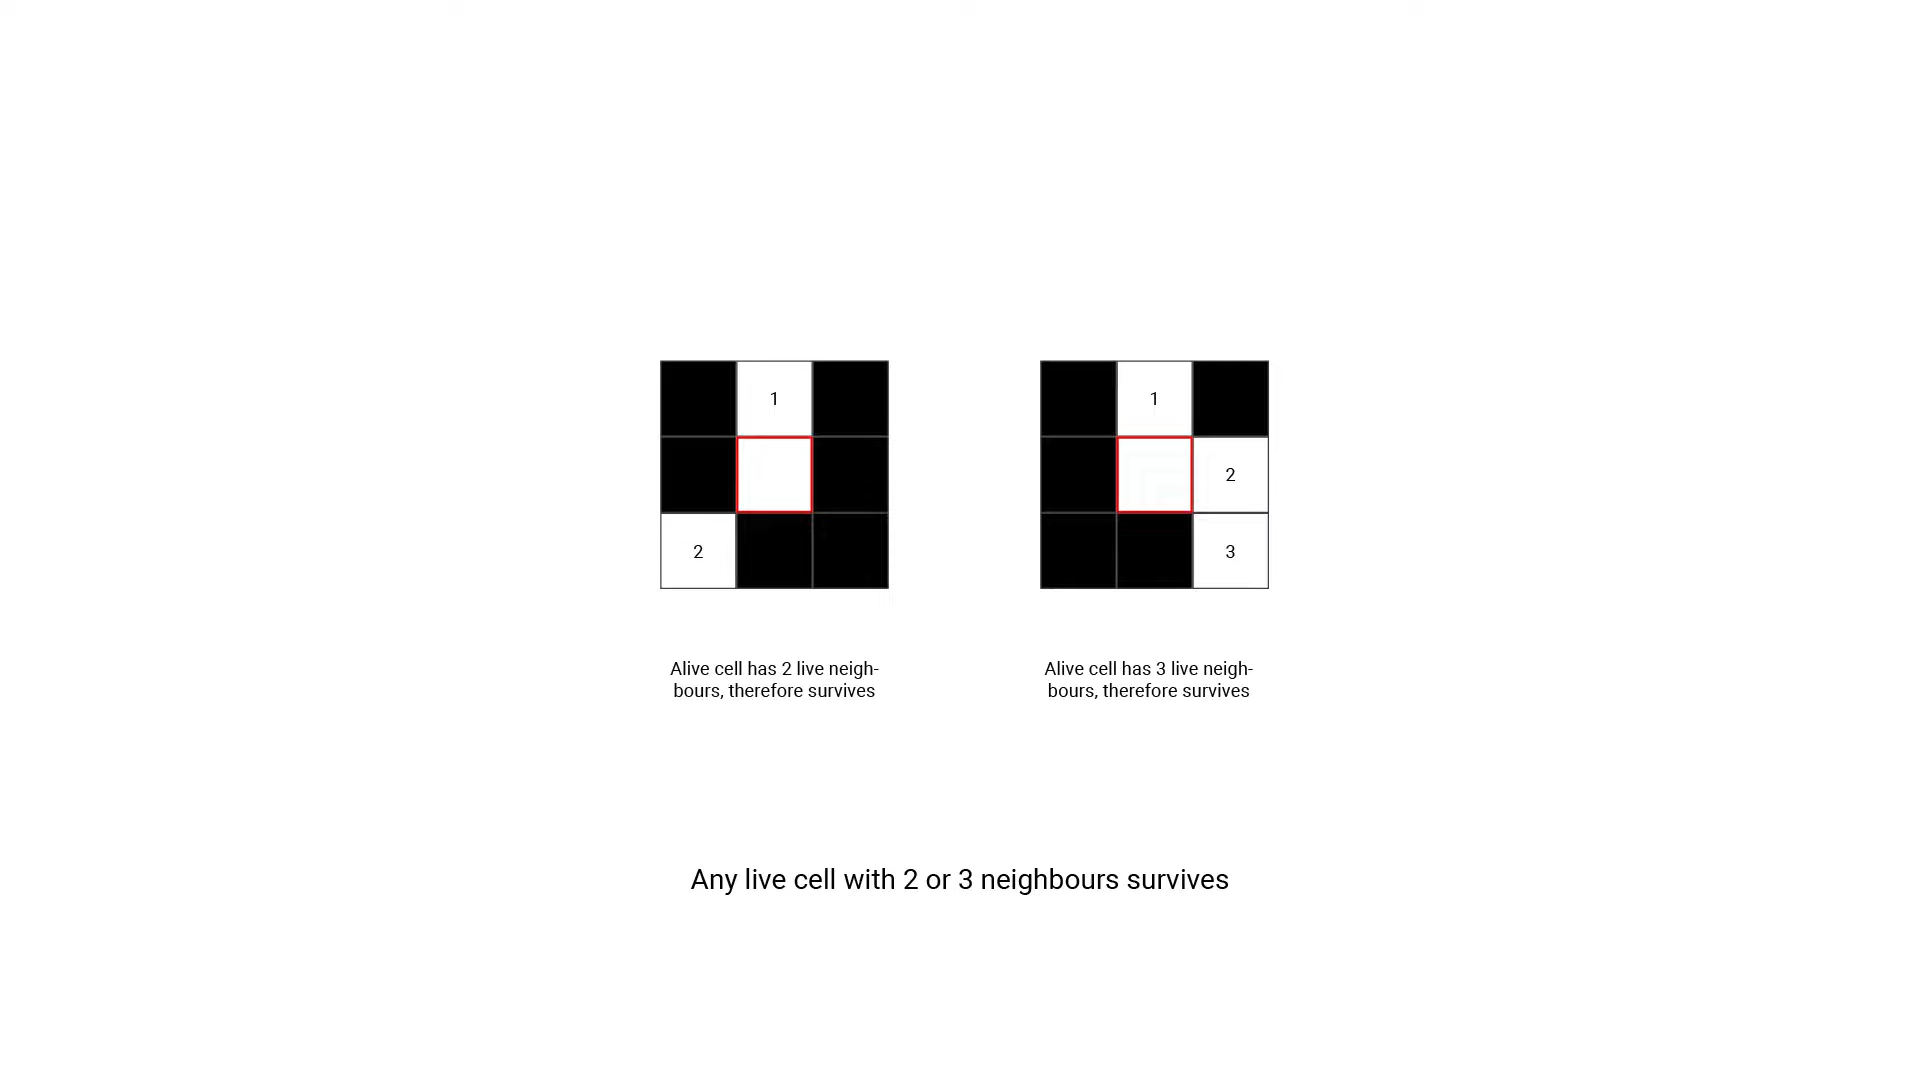 1
2
Alive cell has 2 live neigh-
bours, therefore survives
1
2
3
Alive cell has 3 live neigh-
bours, therefore survives
Any live cell with 2 or 3 neighbours survives